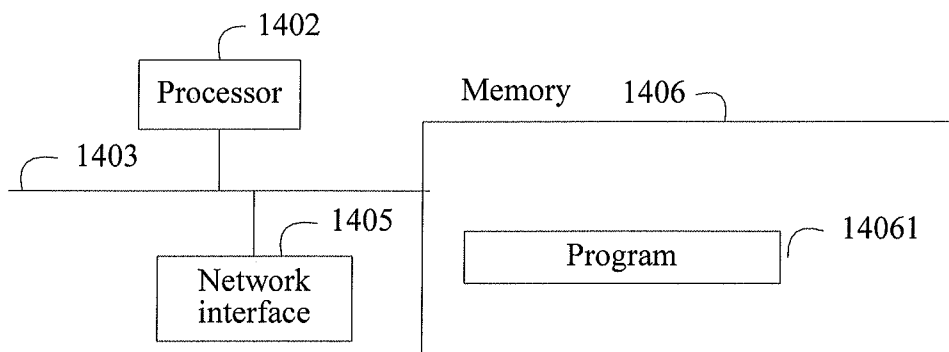 1402
Processor
Memory
1406
1403
1405
Network
interface
Program
14061